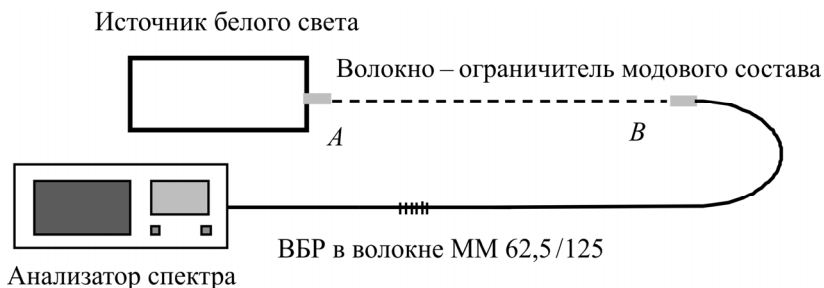 Источник белого света
Волокно – ограничитель модового состава
A
B
ВБР в волокне ММ 62,5/125
Анализатор спектра